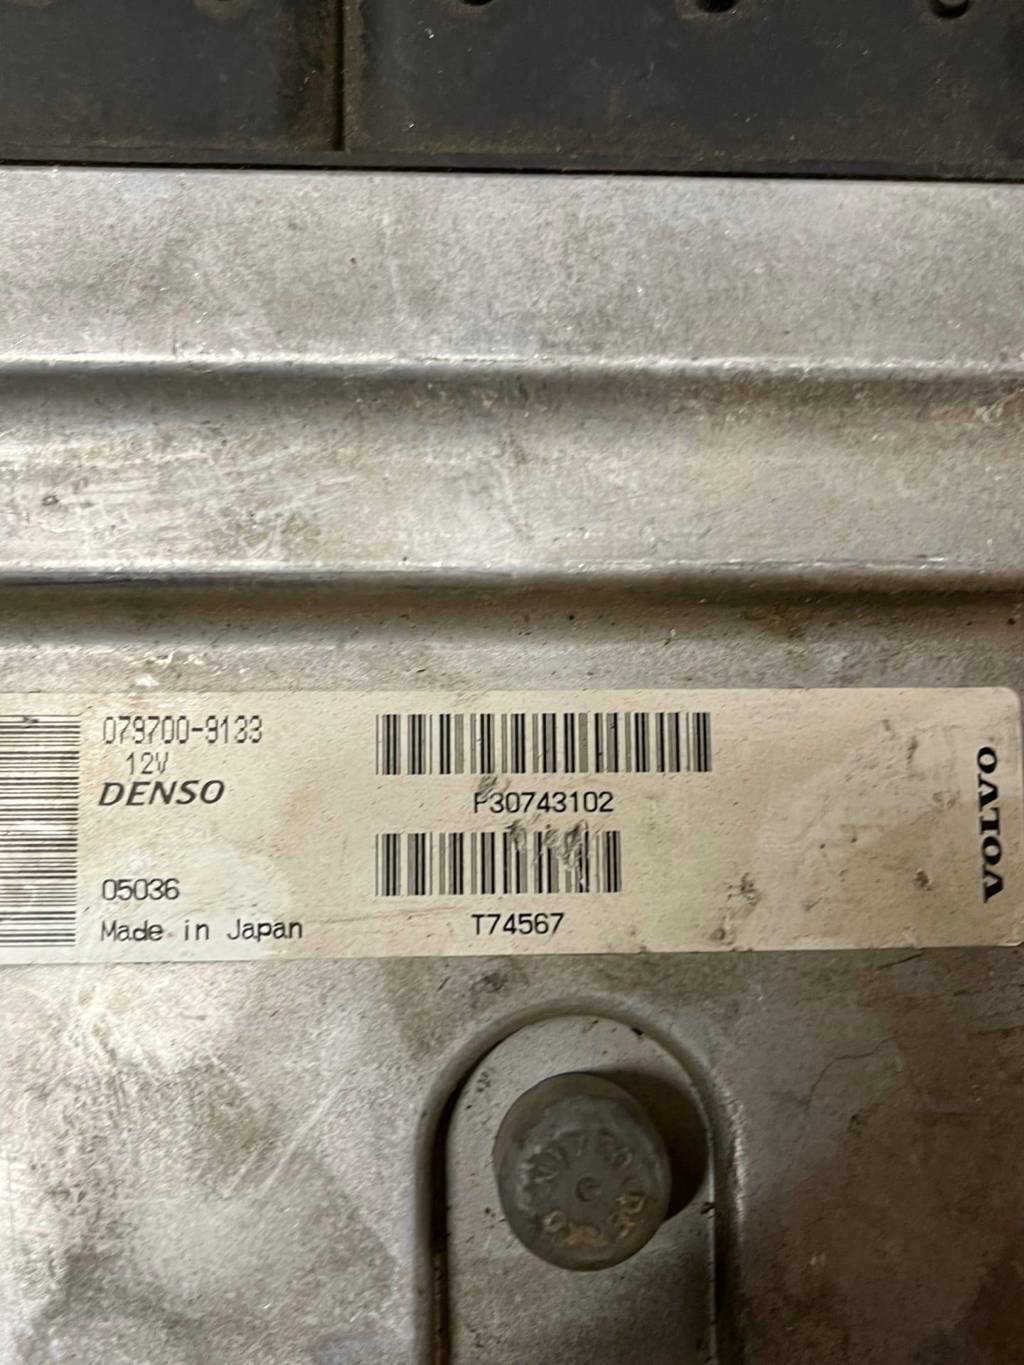 079700-9133
12V
DENSO
05036
Made in Japan
P30743102
T74567
VOLVO